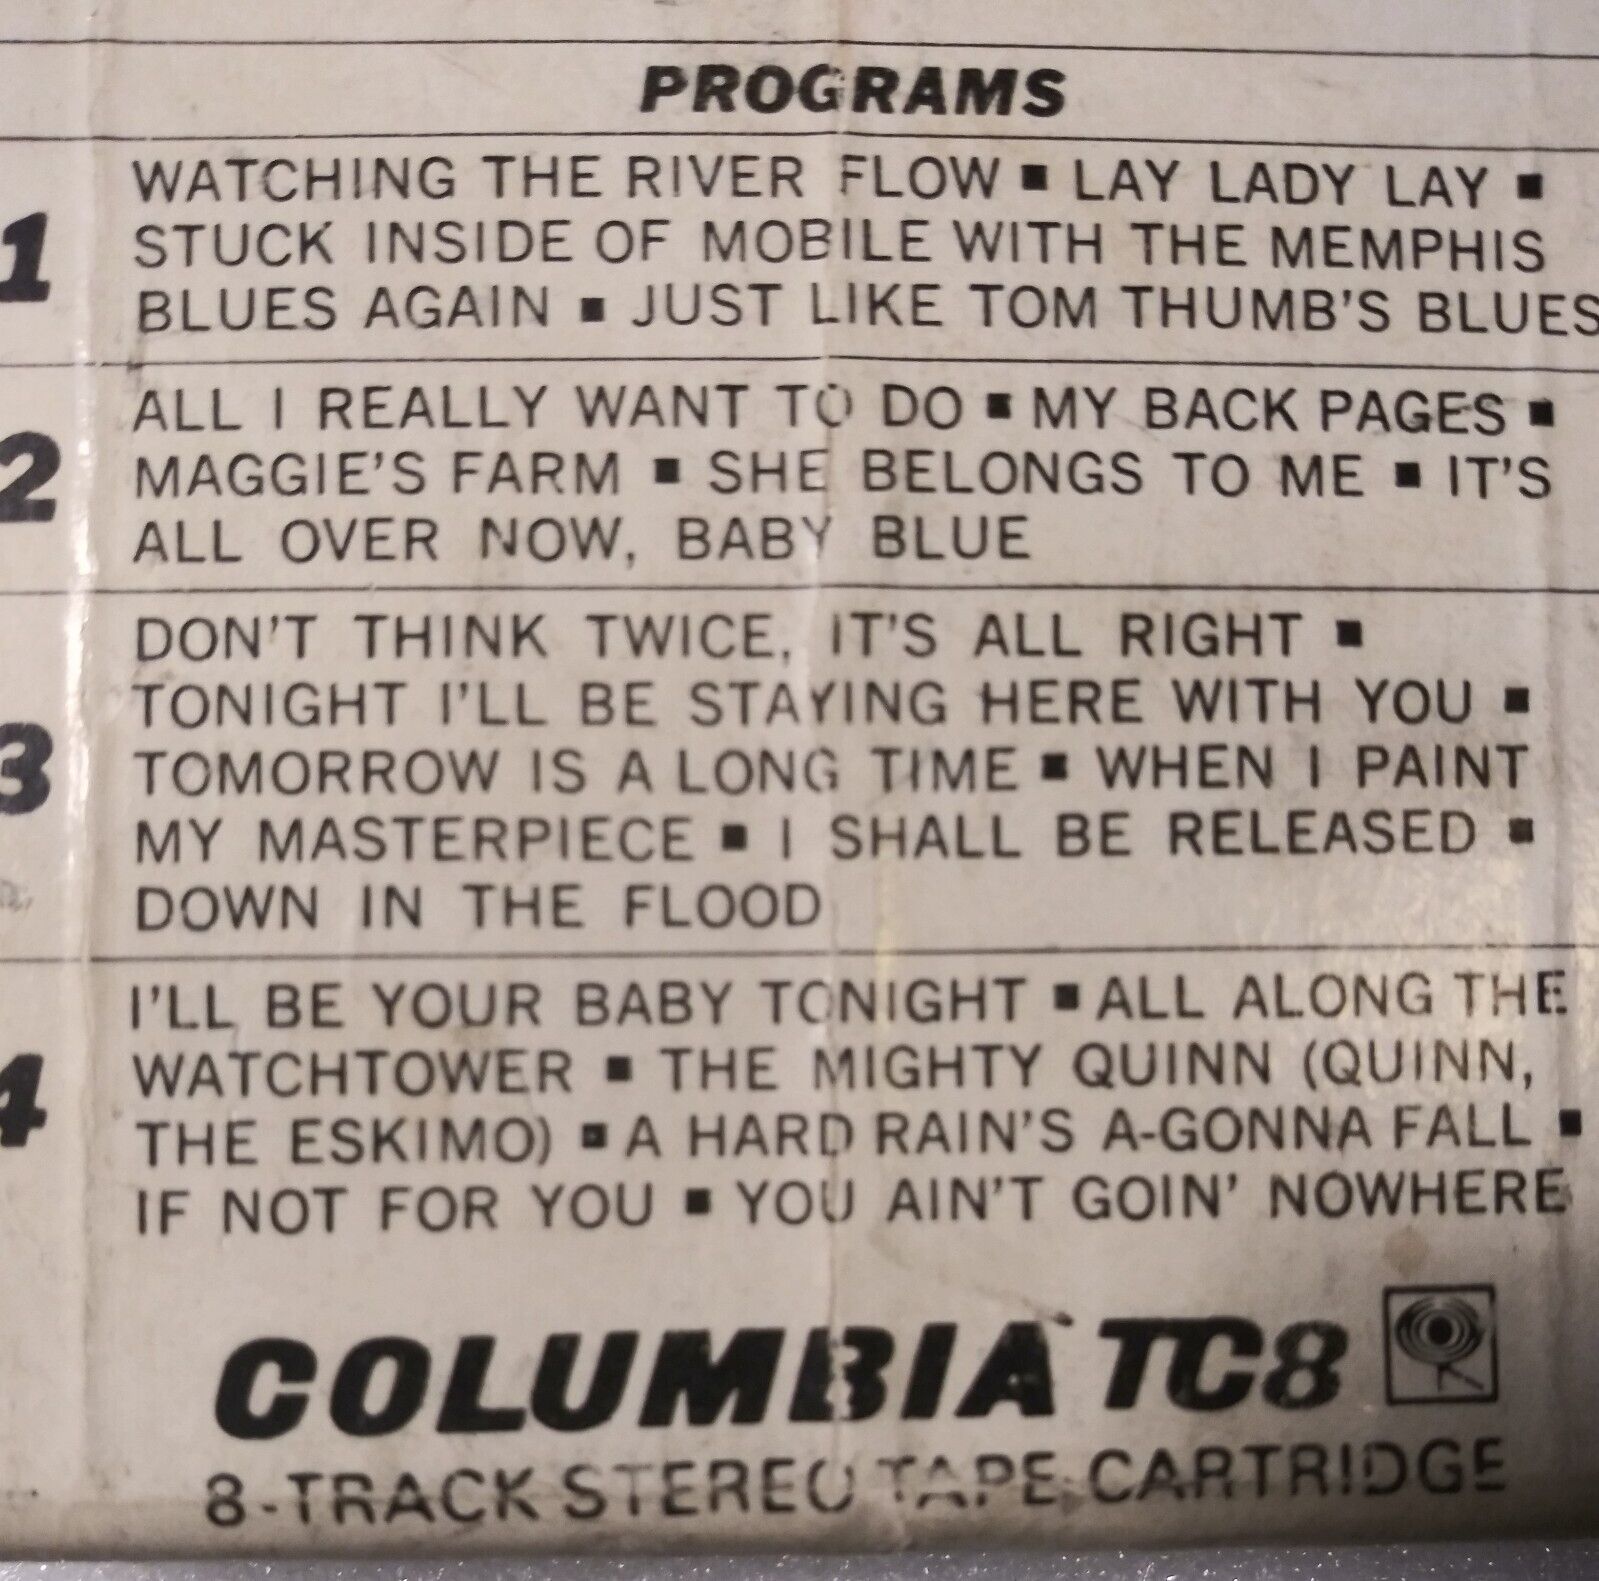 PROGRAMS
1
WATCHING THE RIVER FLOW ▪ LAY LADY LAY ▪
STUCK INSIDE OF MOBILE WITH THE MEMPHIS
BLUES AGAIN ▪ JUST LIKE TOM THUMB'S BLUES
2
ALL I REALLY WANT TO DO ▪ MY BACK PAGES ▪
MAGGIE'S FARM ▪ SHE BELONGS TO ME ▪ IT'S
ALL OVER NOW, BABY BLUE
3
DON'T THINK TWICE, IT'S ALL RIGHT ▪
TONIGHT I'LL BE STAYING HERE WITH YOU ▪
TOMORROW IS A LONG TIME ▪ WHEN I PAINT
MY MASTERPIECE ▪ I SHALL BE RELEASED ▪
DOWN IN THE FLOOD
4
I'LL BE YOUR BABY TONIGHT ▪ ALL ALONG THE
WATCHTOWER ▪ THE MIGHTY QUINN (QUINN,
THE ESKIMO) ▪ A HARD RAIN'S A-GONNA FALL ▪
IF NOT FOR YOU ▪ YOU AIN'T GOIN' NOWHERE
COLUMBIA TC8
8-TRACK STEREO TAPE CARTRIDGE